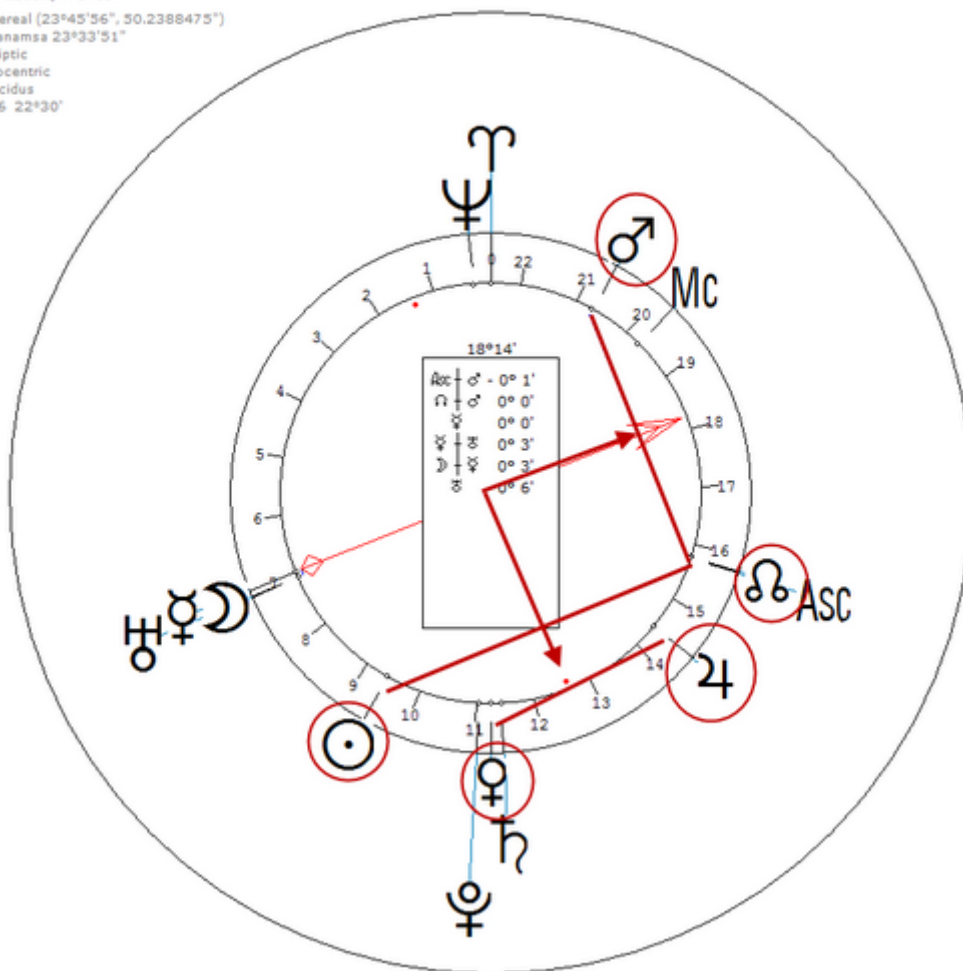 ereal (23°45'56", 50.2388475")
anamsa 23°33'51"
iptic
ocentric
cidus
6 22°30'
♈
♆
♂
Mc
0
22
21
20
19
18
17
16
15
14
13
12
11
10
9
8
6
5
4
3
2
1
18°14'
Asc ♂ - 0° 1'
☊ ♂ 0° 0'
☿ 0° 0'
☿ ♅ 0° 3'
☽ ☿ 0° 3'
♅ 0° 6'
☊ Asc
♃
♅ ☿ ☽
☉
♀
♄
♇